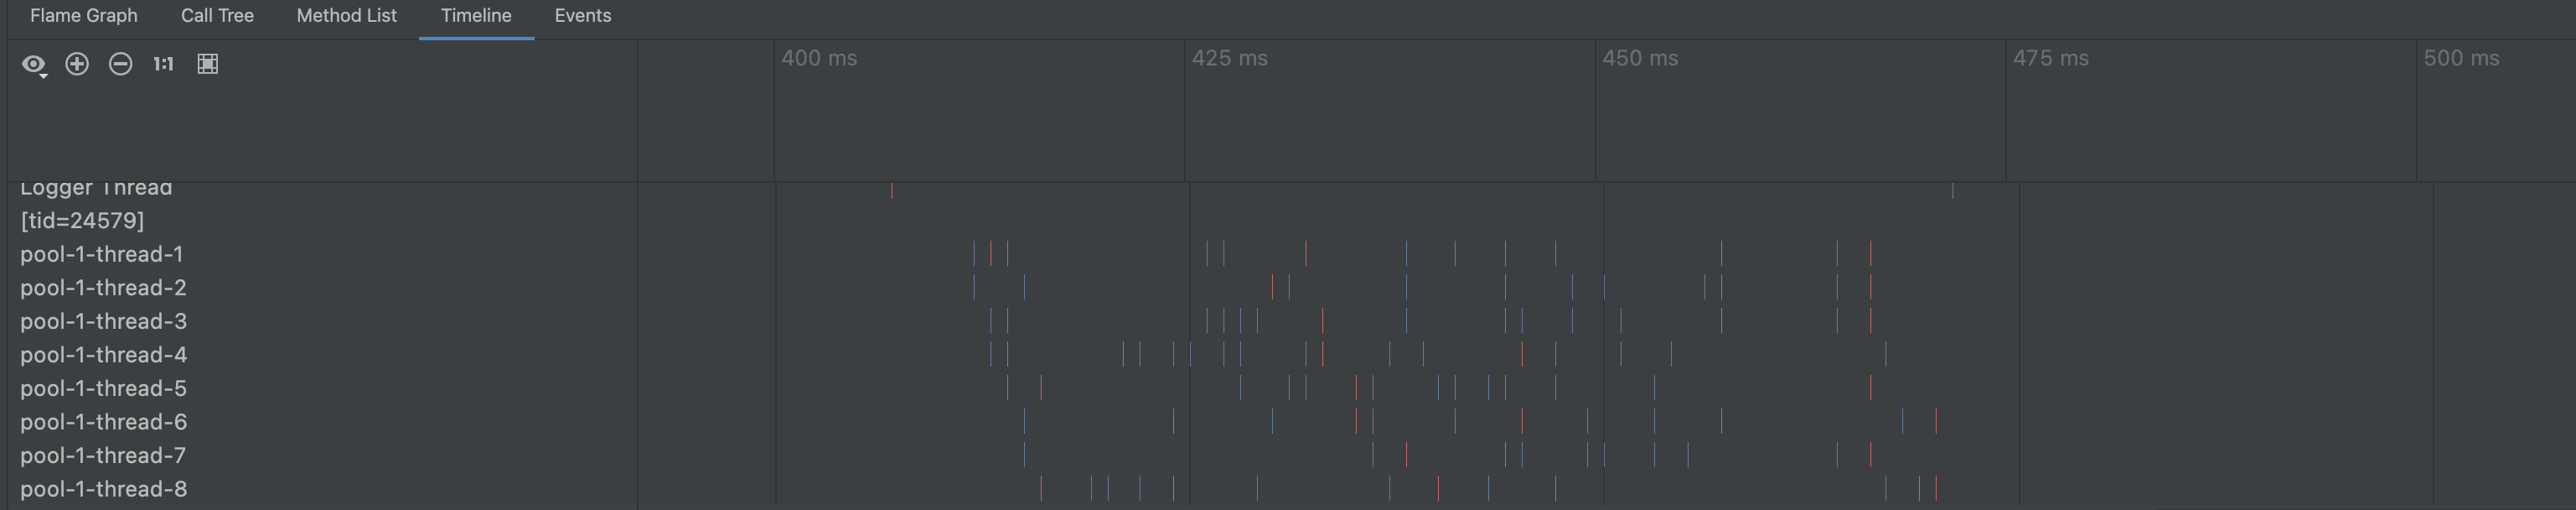 Flame Graph Call Tree Method List Timeline Events
1:1 400 ms 425 ms 450 ms 475 ms 500 ms
Logger Thread
[tid=24579]
pool-1-thread-1
pool-1-thread-2
pool-1-thread-3
pool-1-thread-4
pool-1-thread-5
pool-1-thread-6
pool-1-thread-7
pool-1-thread-8